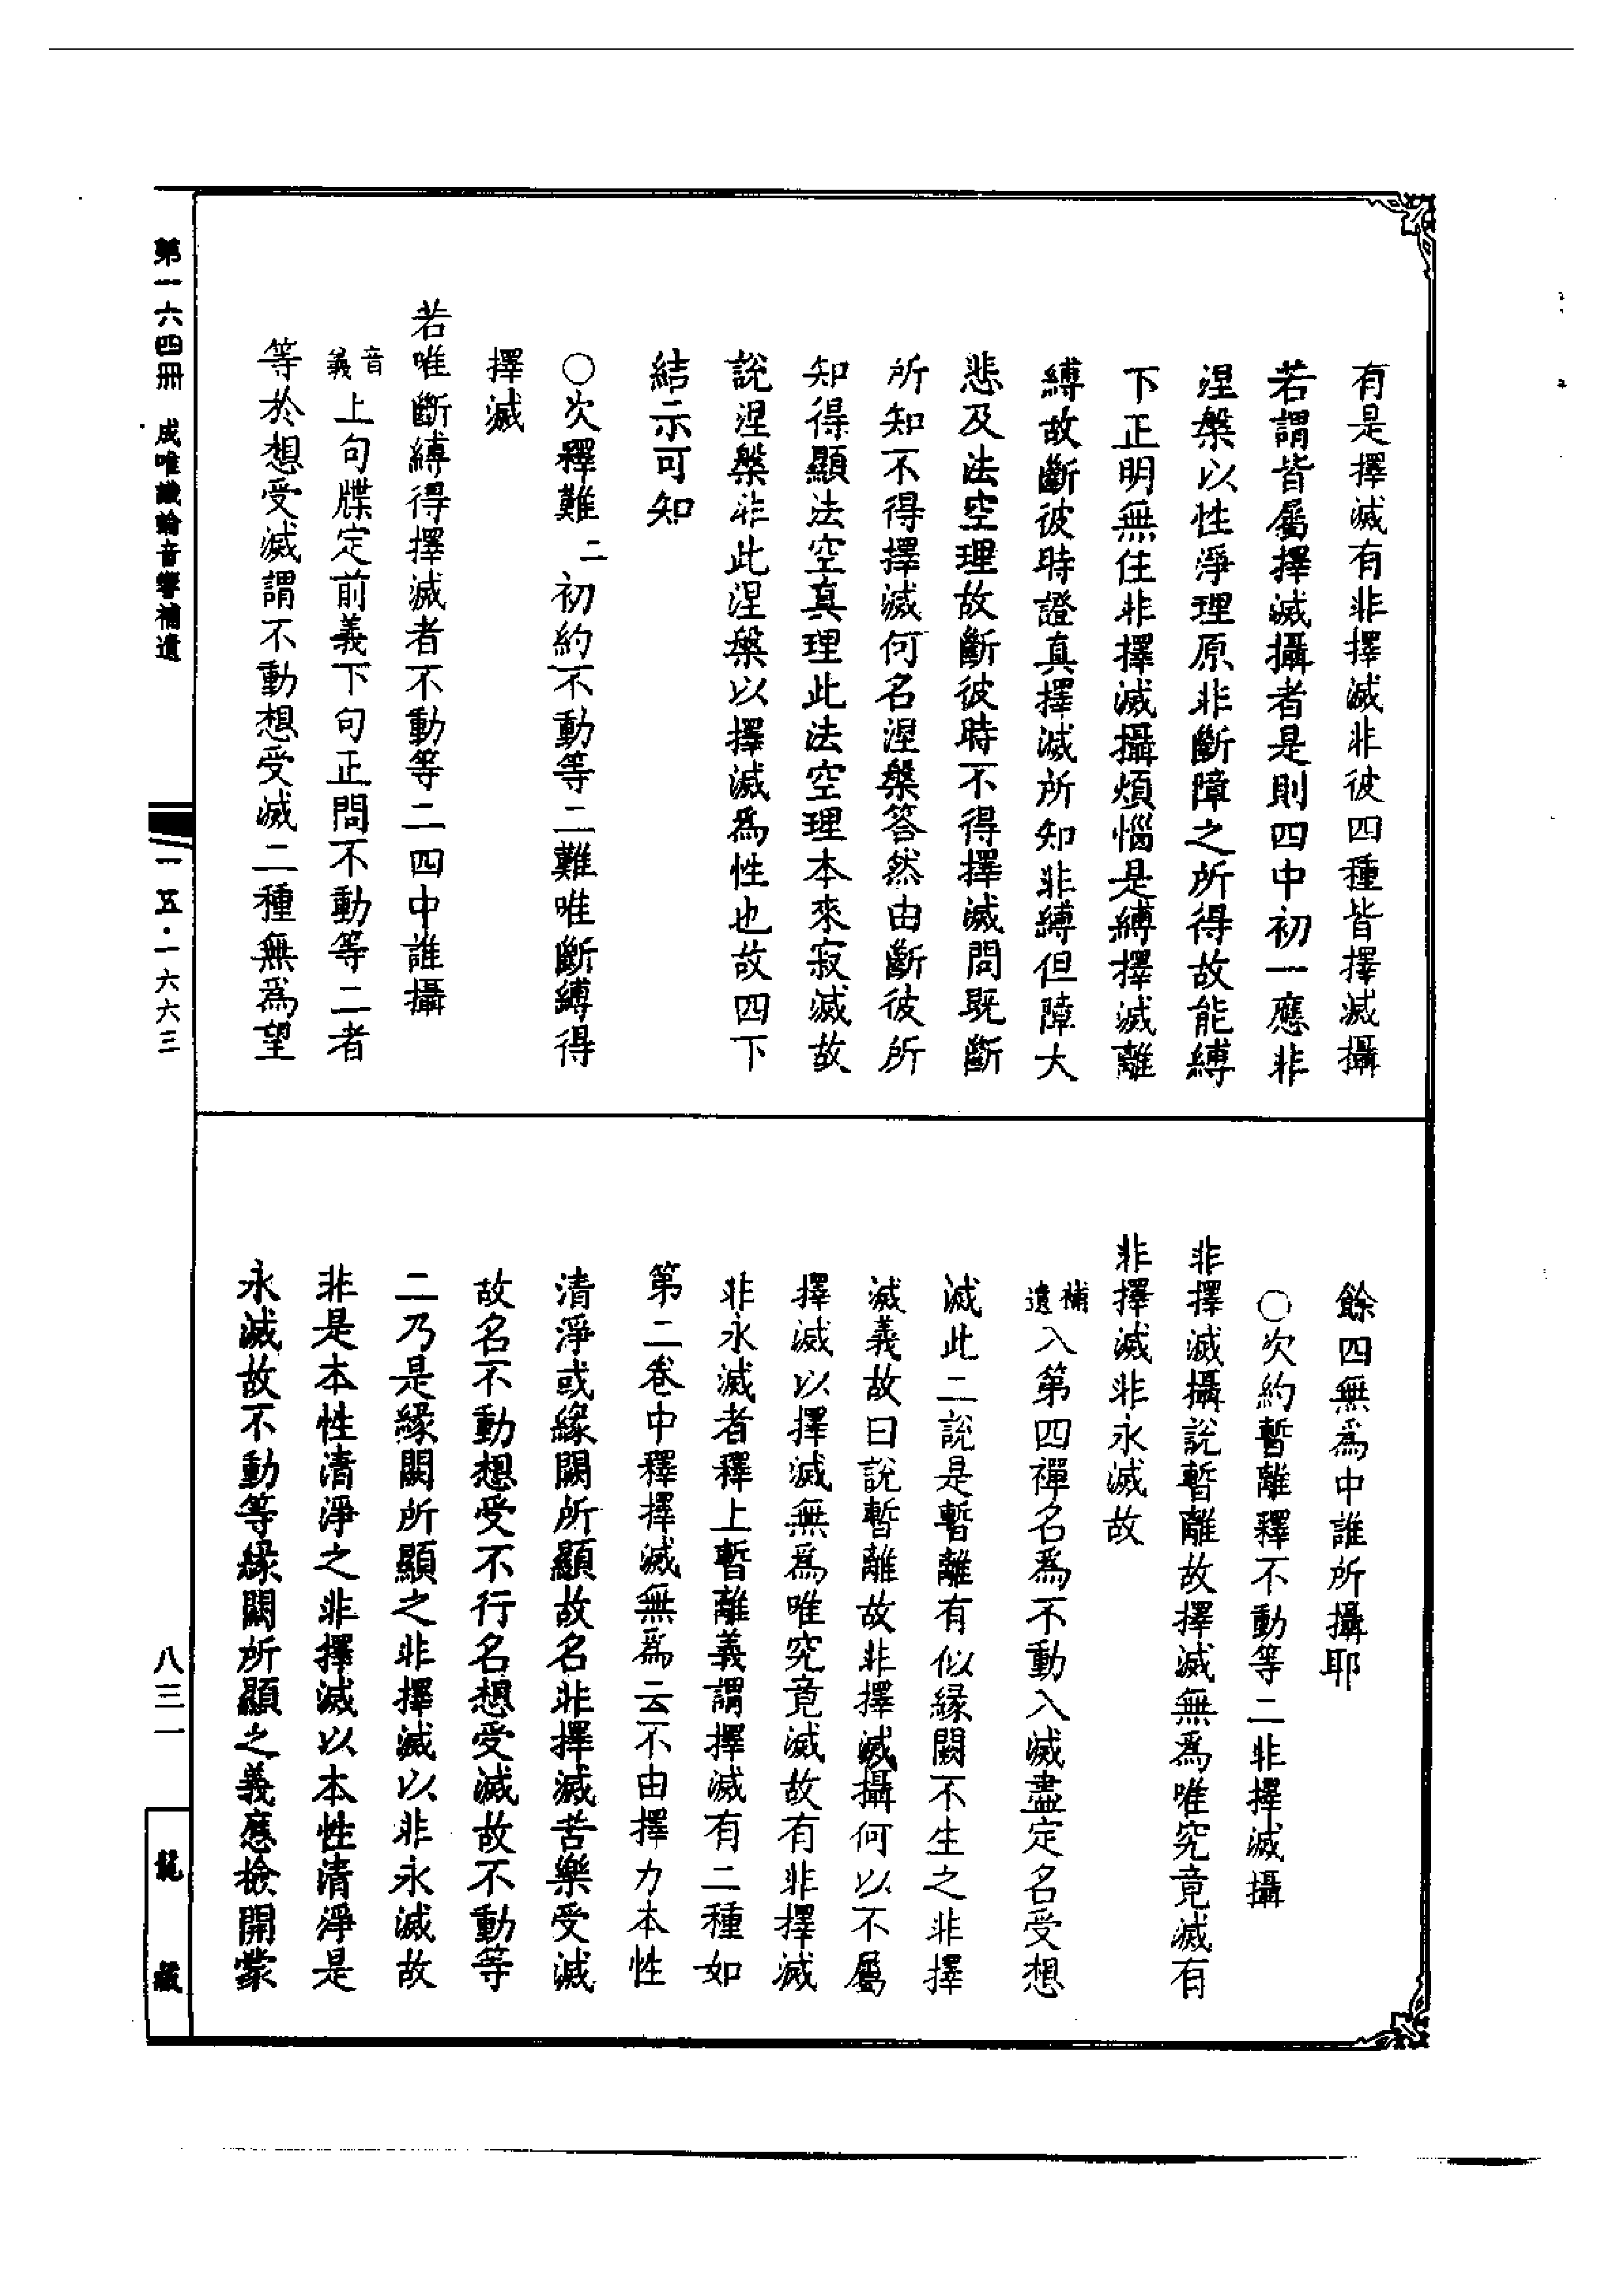 有是擇滅有非擇滅非彼四種皆擇滅攝
若謂皆屬擇滅攝者是則四中初一應非
涅槃以性淨理原非斷障之所得故能縛
下正明無住非擇滅攝煩惱是縛擇滅離
縛故斷彼時證真擇滅所知非縛但障大
悲及法空理故斷彼時不得擇滅問既斷
所知不得擇滅何名涅槃答然由斷彼所
知得顯法空真理此法空理本來寂滅故
說涅槃非此涅槃以擇滅為性也故四下
結示可知
○次釋難二初約不動等二難唯斷縛得
擇滅
若唯斷縛得擇滅者不動等二四中誰攝
音義上句牒定前義下句正問不動等二者
等於想受滅謂不動想受滅二種無為望
餘四無為中誰所攝耶
○次約暫離釋不動等二非擇滅攝
非擇滅攝說暫離故擇滅無為唯究竟滅有
非擇滅非永滅故
補遺入第四禪名為不動入滅盡定名受想
滅此二說是暫離有似緣闕不生之非擇
滅義故曰說暫離故非擇滅攝何以不屬
擇滅以擇滅無為唯究竟滅故有非擇滅
非永滅者釋上暫離義謂擇滅有二種如
第二卷中釋擇滅無為云不由擇力本性
清淨或緣闕所顯故名非擇滅苦樂受滅
故名不動想受不行名想受滅故不動等
二乃是緣闕所顯之非擇滅以非永滅故
非是本性清淨之非擇滅以本性清淨是
永滅故不動等緣闕所顯之義應撿開蒙
第一六四冊 成唯識論音響補遺
一五·一六六三
八三一
龍藏